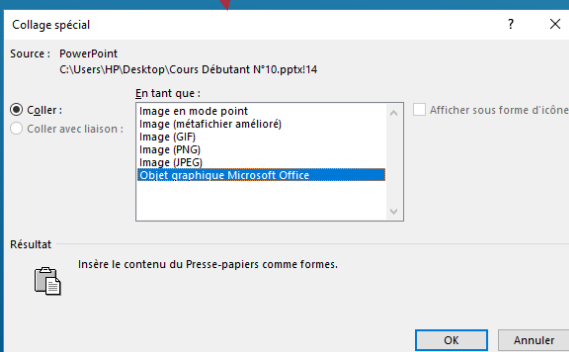 Collage spécial
?
Source : PowerPoint
C:\Users\HP\Desktop\Cours Débutant N°10.pptx!14
En tant que :
Coller :
Coller avec liaison :
Image en mode point
Image (métafichier amélioré)
Image (GIF)
Image (PNG)
Image (JPEG)
Objet graphique Microsoft Office
Afficher sous forme d'icône
Résultat
Insère le contenu du Presse-papiers comme formes.
OK Annuler